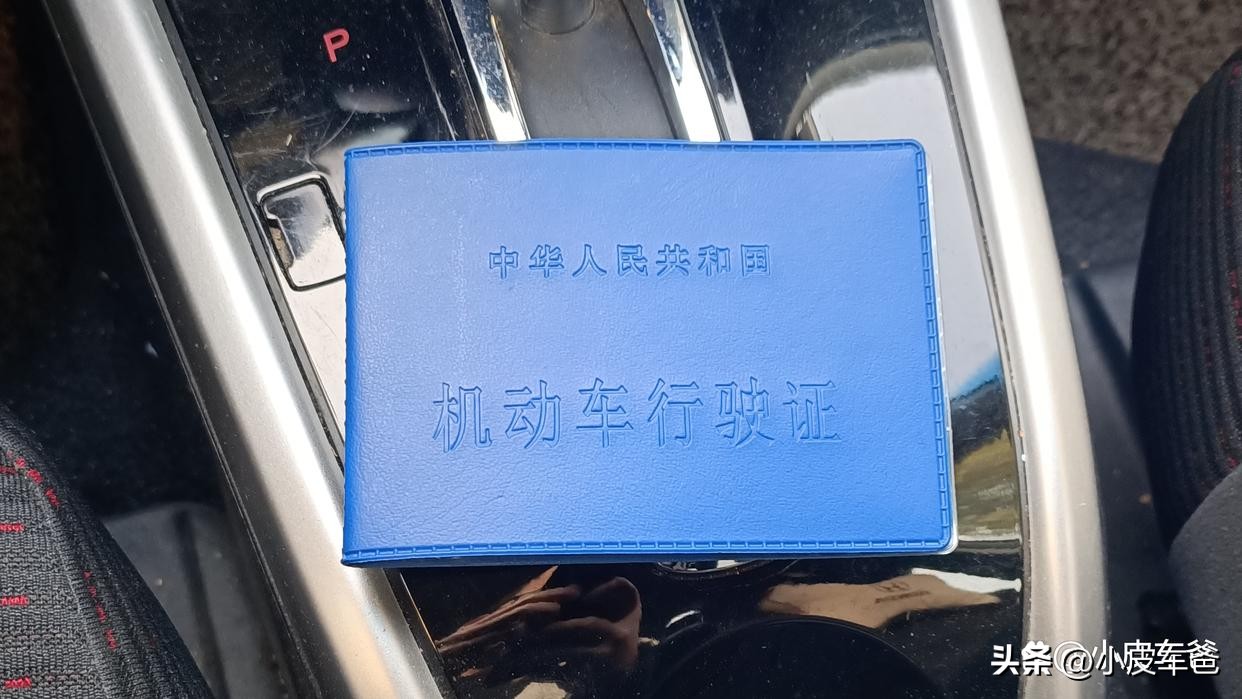 P
中华人民共和国
机动车行驶证
头条@小皮车爸